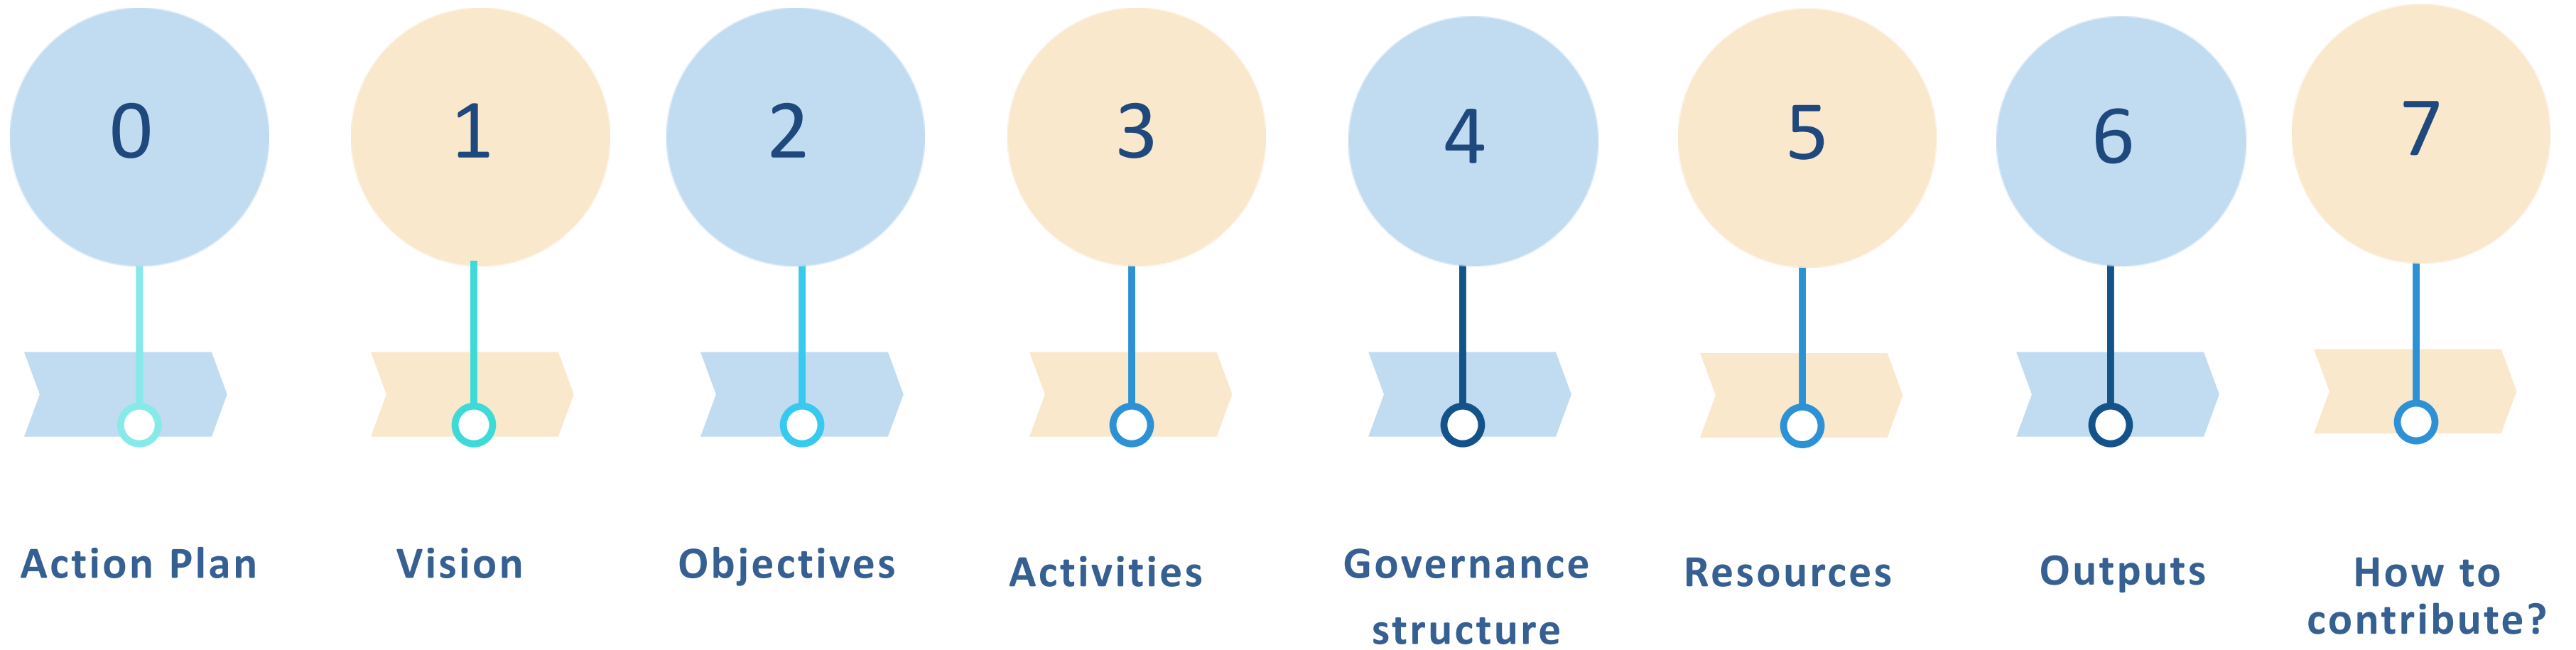 0
1
2
3
4
5
6
7
Action Plan
Vision
Objectives
Activities
Governance
structure
Resources
Outputs
How to
contribute?